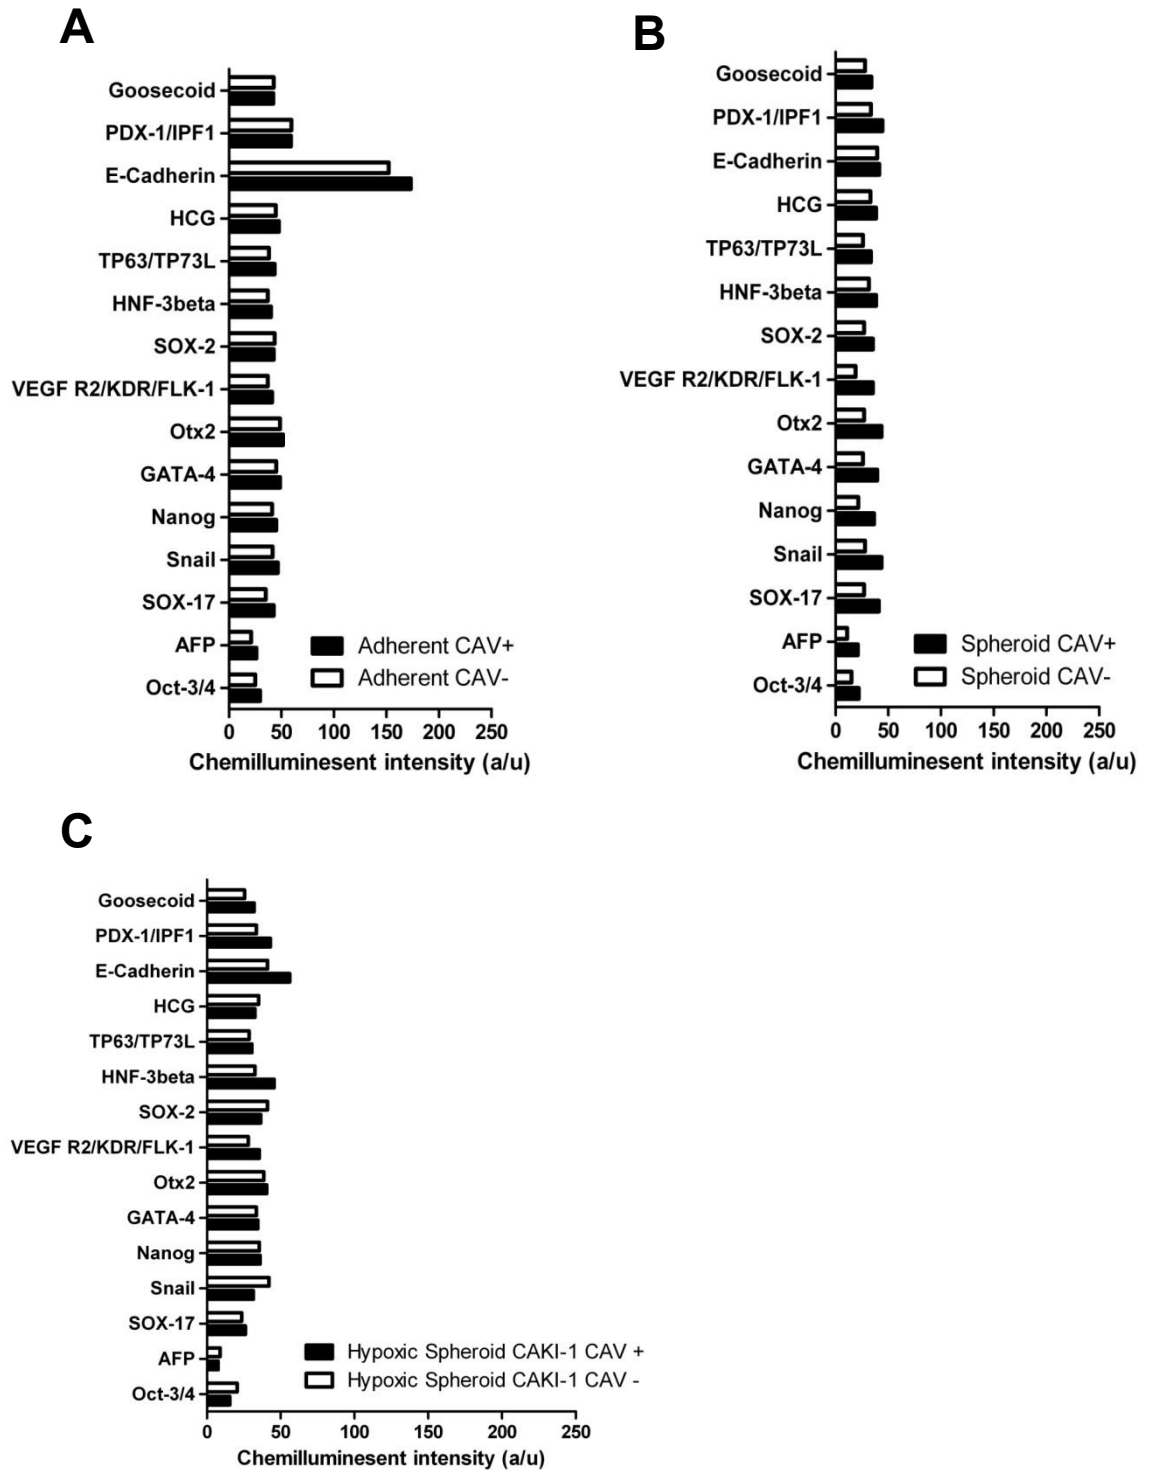 A
Goosecoid
PDX-1/IPF1
E-Cadherin
HCG
TP63/TP73L
HNF-3beta
SOX-2
VEGF R2/KDR/FLK-1
Otx2
GATA-4
Nanog
Snail
SOX-17
AFP
Oct-3/4
Adherent CAV+
Adherent CAV-
0 50 100 150 200 250
Chemilluminesent intensity (a/u)
B
Goosecoid
PDX-1/IPF1
E-Cadherin
HCG
TP63/TP73L
HNF-3beta
SOX-2
VEGF R2/KDR/FLK-1
Otx2
GATA-4
Nanog
Snail
SOX-17
AFP
Oct-3/4
Spheroid CAV+
Spheroid CAV-
0 50 100 150 200 250
Chemilluminesent intensity (a/u)
C
Goosecoid
PDX-1/IPF1
E-Cadherin
HCG
TP63/TP73L
HNF-3beta
SOX-2
VEGF R2/KDR/FLK-1
Otx2
GATA-4
Nanog
Snail
SOX-17
AFP
Oct-3/4
Hypoxic Spheroid CAKI-1 CAV +
Hypoxic Spheroid CAKI-1 CAV -
0 50 100 150 200 250
Chemilluminesent intensity (a/u)